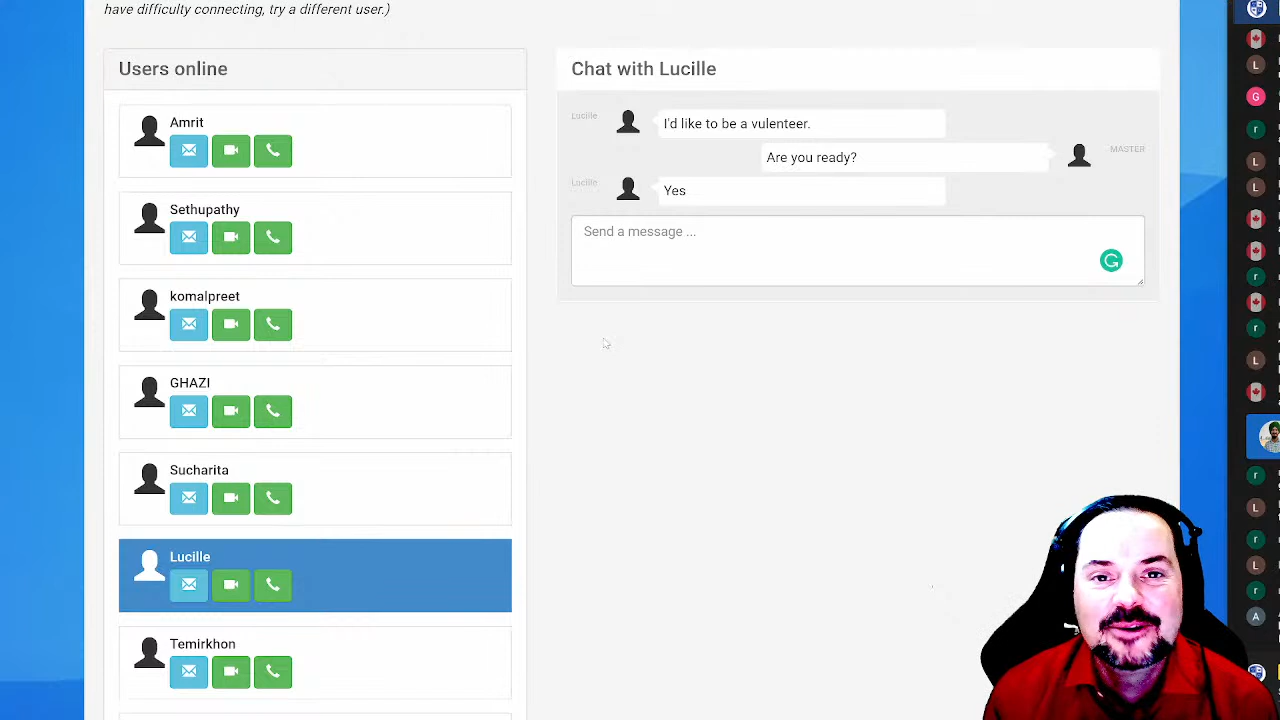 have difficulty connecting, try a different user.)
Users online
Amrit
Sethupathy
komalpreet
GHAZI
Sucharita
Lucille
Temirkhon
Chat with Lucille
Lucille
I'd like to be a vulenteer.
Are you ready?
MASTER
Lucille
Yes
Send a message ...
L
G
r
L
L
r
r
L
r
L
r
L
r
A